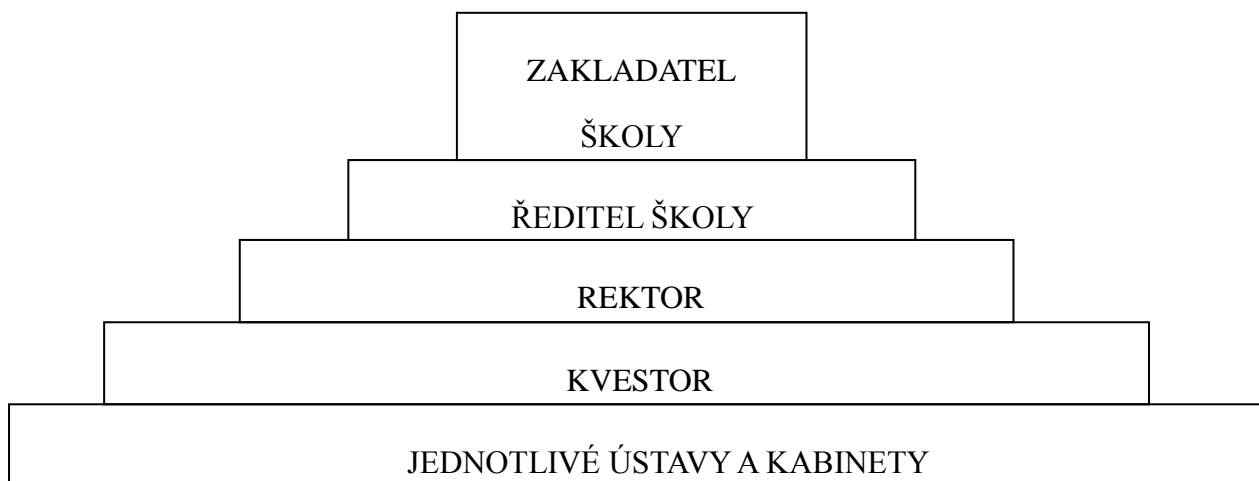 ZAKLADATEL
ŠKOLY
ŘEDITEL ŠKOLY
REKTOR
KVESTOR
JEDNOTLIVÉ ÚSTAVY A KABINETY